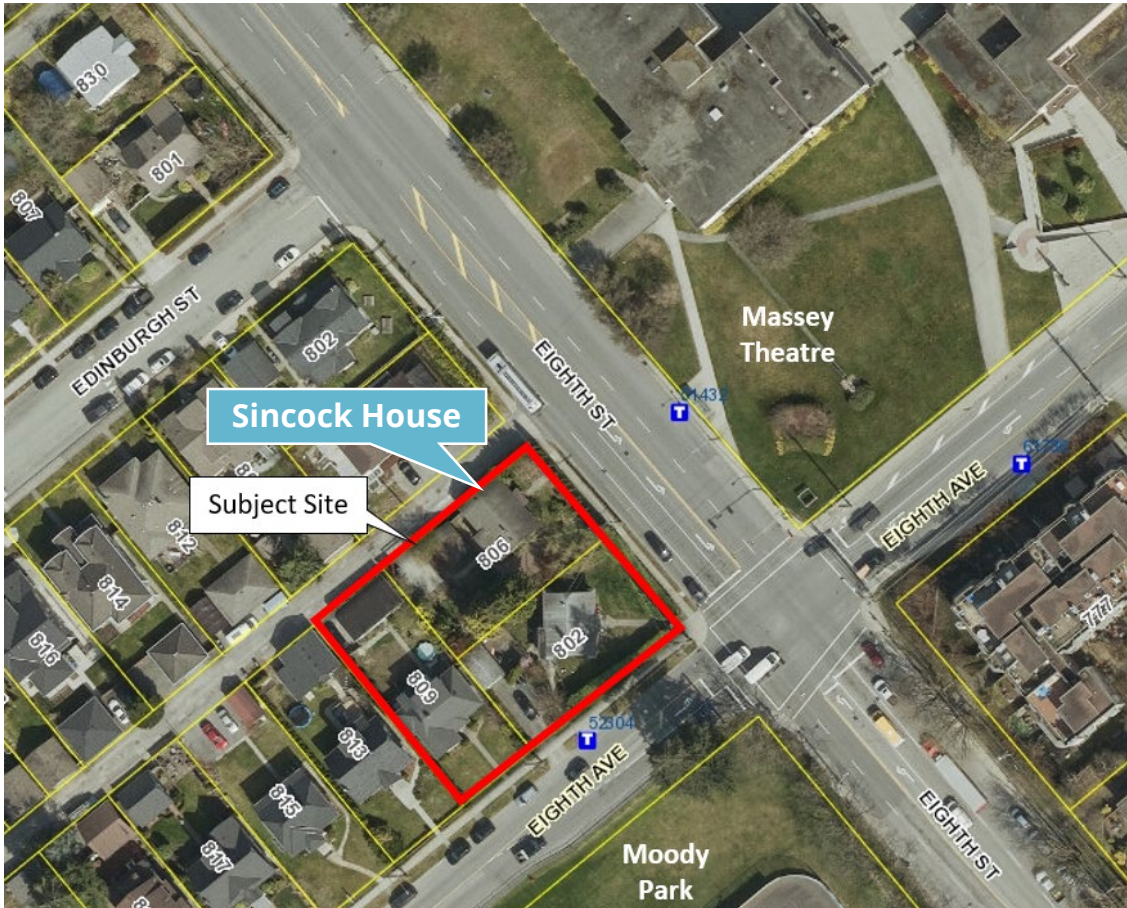 830
801
807
EDINBURGH ST
802
EIGHTH ST
Massey
Theatre
Sincock House
61432
EIGHTH AVE
Subject Site
812
806
814
816
802
777
809
813
52304
815
EIGHTH AVE
817
EIGHTH ST
Moody
Park
T
T
T